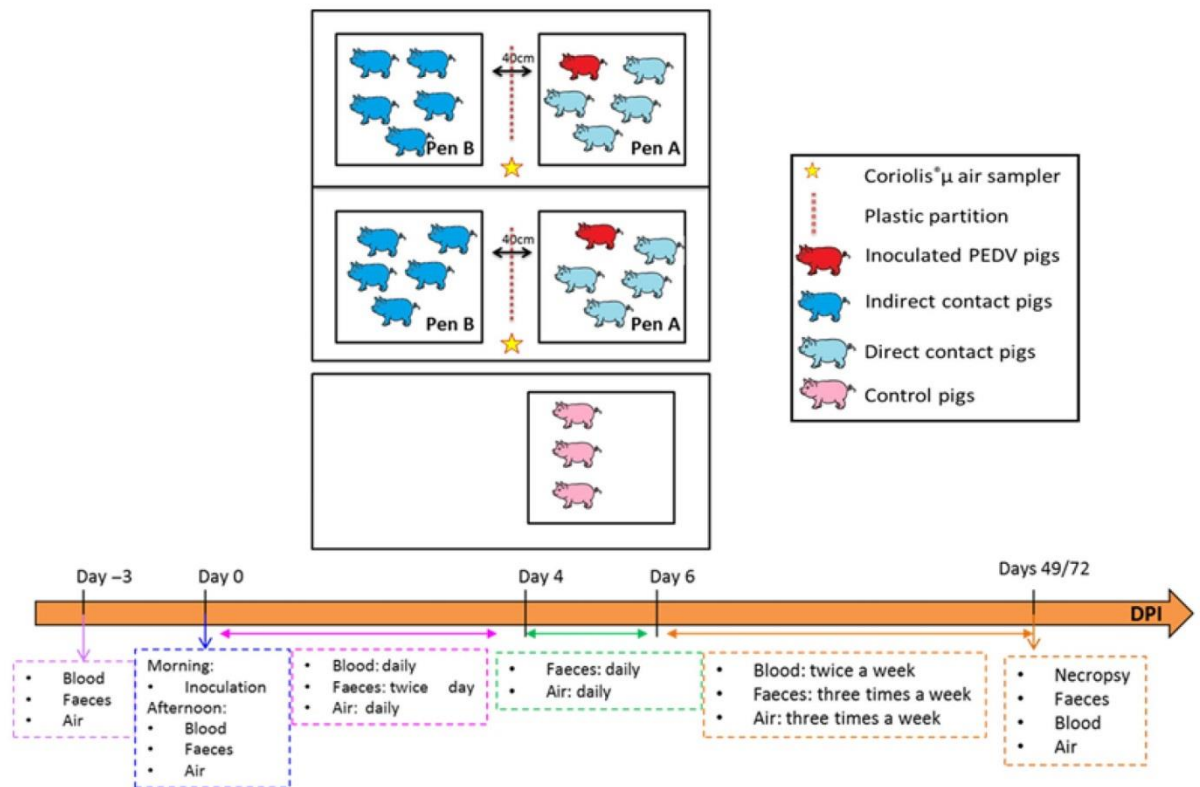 40cm
Pen B
Pen A
40cm
Pen B
Pen A
Coriolis®µ air sampler
Plastic partition
Inoculated PEDV pigs
Indirect contact pigs
Direct contact pigs
Control pigs
Day –3
Day 0
Day 4
Day 6
Days 49/72
DPI
• Blood
• Faeces
• Air
Morning:
• Inoculation
Afternoon:
• Blood
• Faeces
• Air
• Blood: daily
• Faeces: twice day
• Air: daily
• Faeces: daily
• Air: daily
• Blood: twice a week
• Faeces: three times a week
• Air: three times a week
• Necropsy
• Faeces
• Blood
• Air